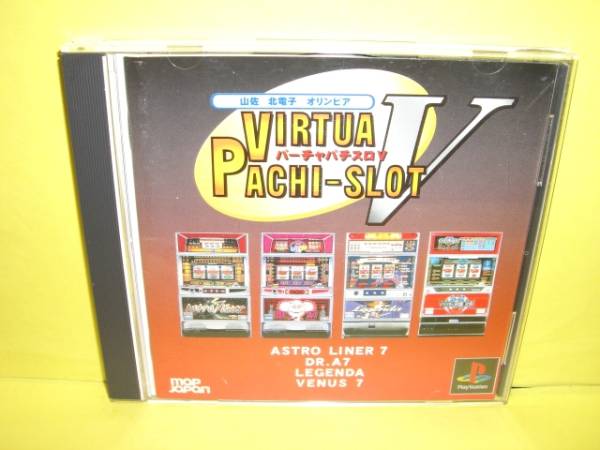 山佐 北電子 オリンピア
VIRTUA
バーチャパチスロV
PACHI-SLOT
V
ASTRO LINER 7
DR.A7
LEGENDA
VENUS 7
map
Japan
PlayStation